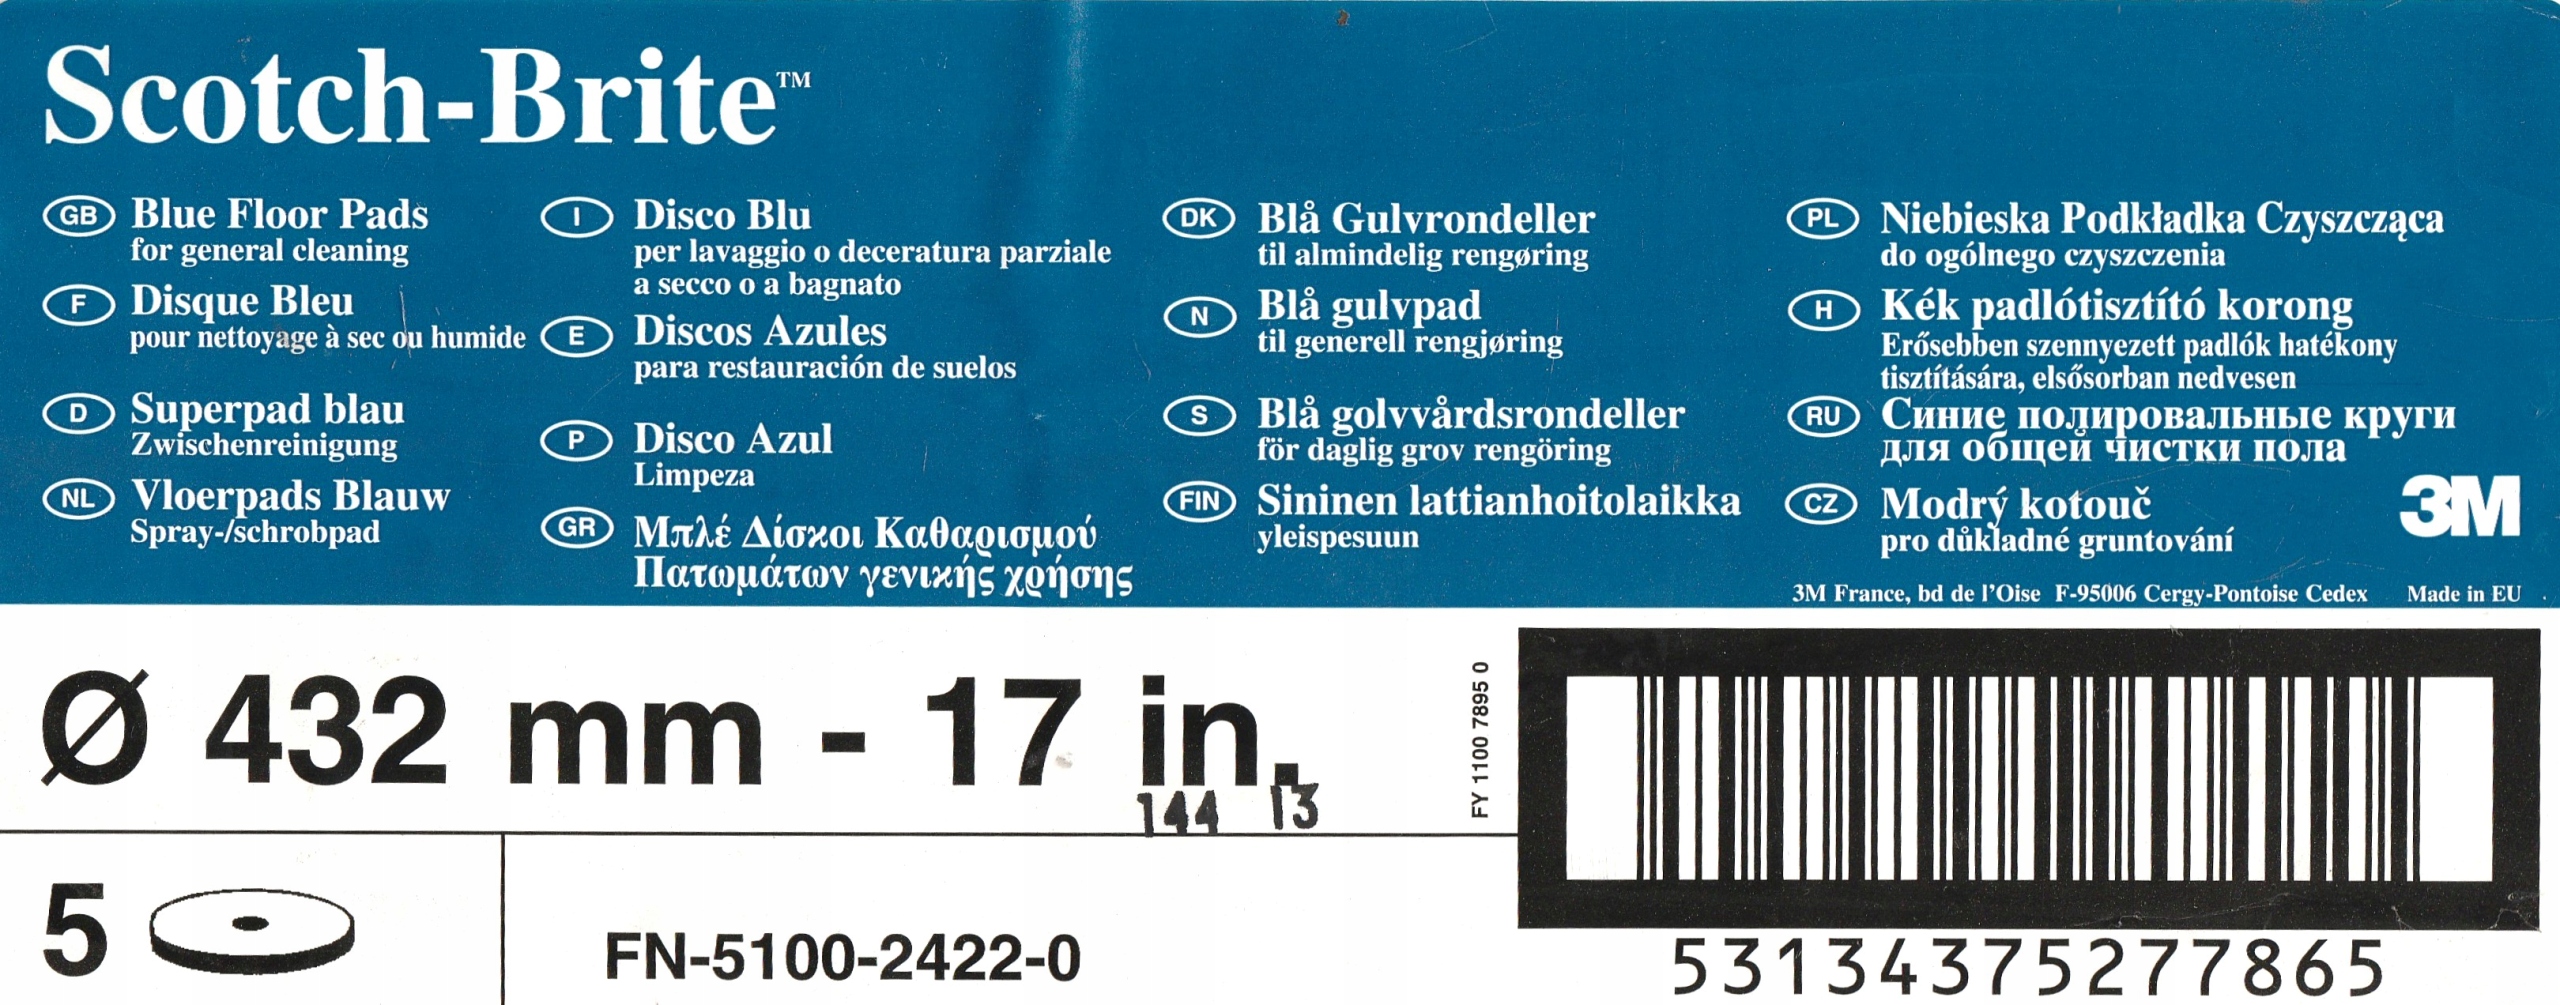 Scotch-Brite™
GB Blue Floor Pads
for general cleaning
F Disque Bleu
pour nettoyage à sec ou humide
D Superpad blau
Zwischenreinigung
NL Vloerpads Blauw
Spray-/schrobpad
I Disco Blu
per lavaggio o deceratura parziale
a secco o a bagnato
E Discos Azules
para restauración de suelos
P Disco Azul
Limpeza
GR Μπλέ Δίσκοι Καθαρισμού
Πατωμάτων γενικής χρήσης
DK Blå Gulvrondeller
til almindelig rengøring
N Blå gulvpad
til generell rengjøring
S Blå golvvårdsrondeller
för daglig grov rengöring
FIN Sininen lattianhoitolaikka
yleispesuun
PL Niebieska Podkładka Czyszcząca
do ogólnego czyszczenia
H Kék padlótisztító korong
Erősebben szennyezett padlók hatékony
tisztítására, elsősorban nedvesen
RU Синие полировальные круги
для общей чистки пола
CZ Modrý kotouč
pro důkladné gruntování
3M
3M France, bd de l'Oise F-95006 Cergy-Pontoise Cedex Made in EU
Ø 432 mm - 17 in.
144 13
FY 1100 7895 0
5
FN-5100-2422-0
53134375277865